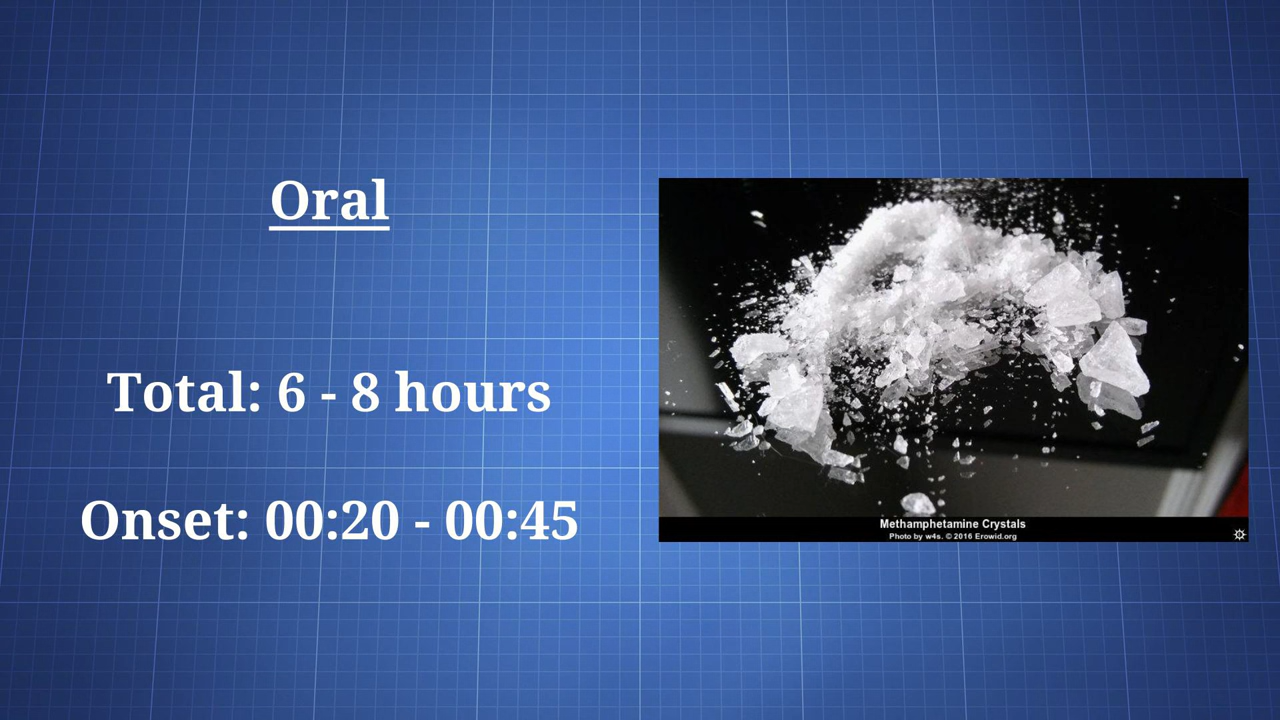 Oral
Total: 6 - 8 hours
Onset: 00:20 - 00:45
Methamphetamine Crystals
Photo by w4s. © 2016 Erowid.org